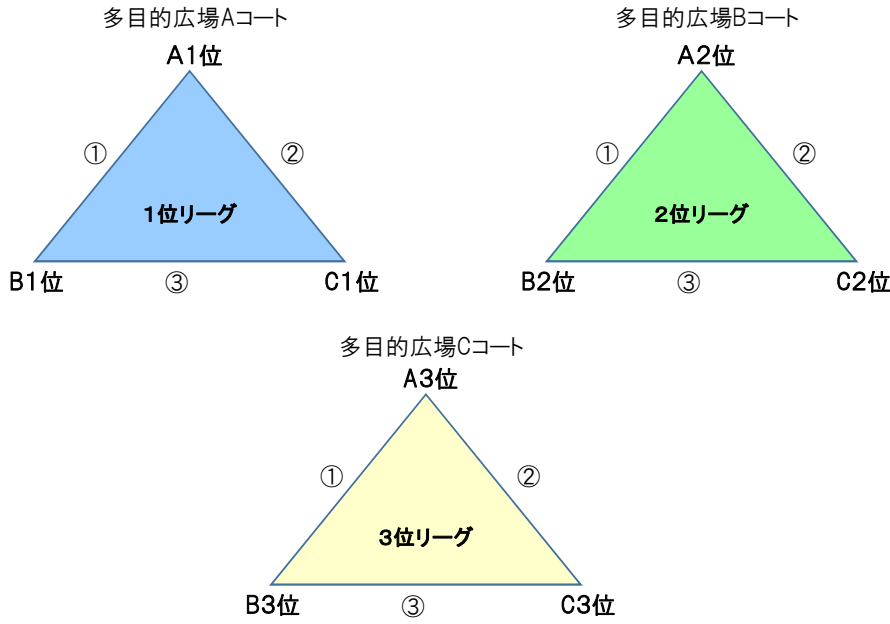 多目的広場Aコート
A1位
①
②
1位リーグ
B1位
③
C1位
多目的広場Bコート
A2位
①
②
2位リーグ
B2位
③
C2位
多目的広場Cコート
A3位
①
②
3位リーグ
B3位
③
C3位